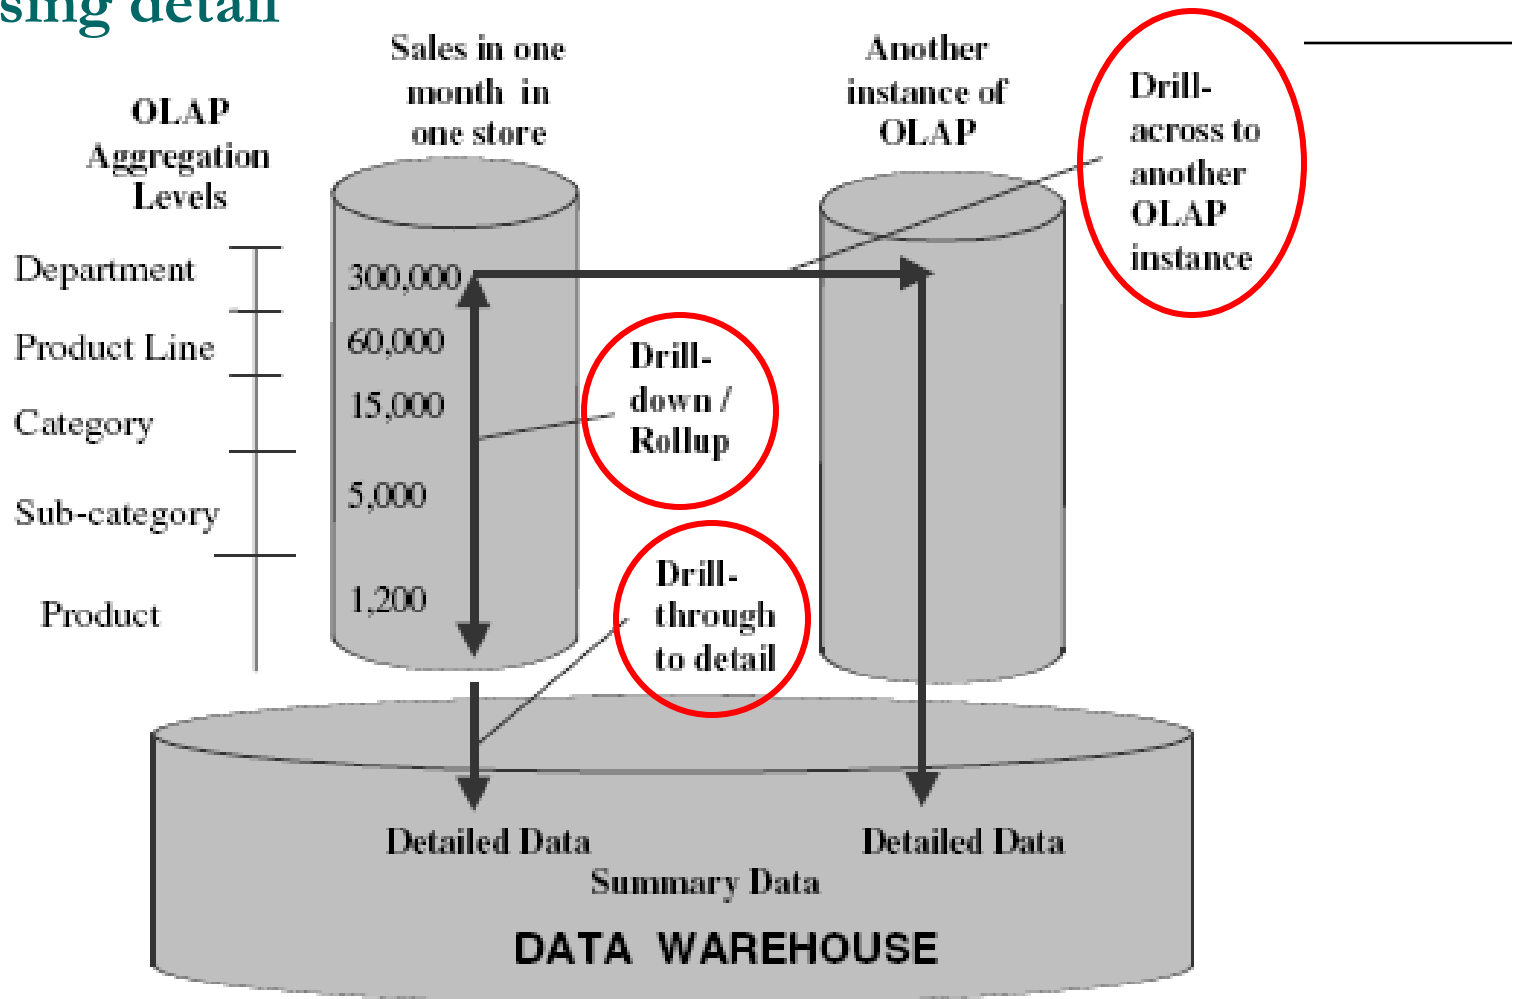 sing detail
Sales in one
month in
one store
Another
instance of
OLAP
Drill-
across to
another
OLAP
instance
OLAP
Aggregation
Levels
Department
Product Line
Category
Sub-category
Product
300,000
60,000
15,000
5,000
1,200
Drill-
down /
Rollup
Drill-
through
to detail
Detailed Data
Detailed Data
Summary Data
DATA WAREHOUSE